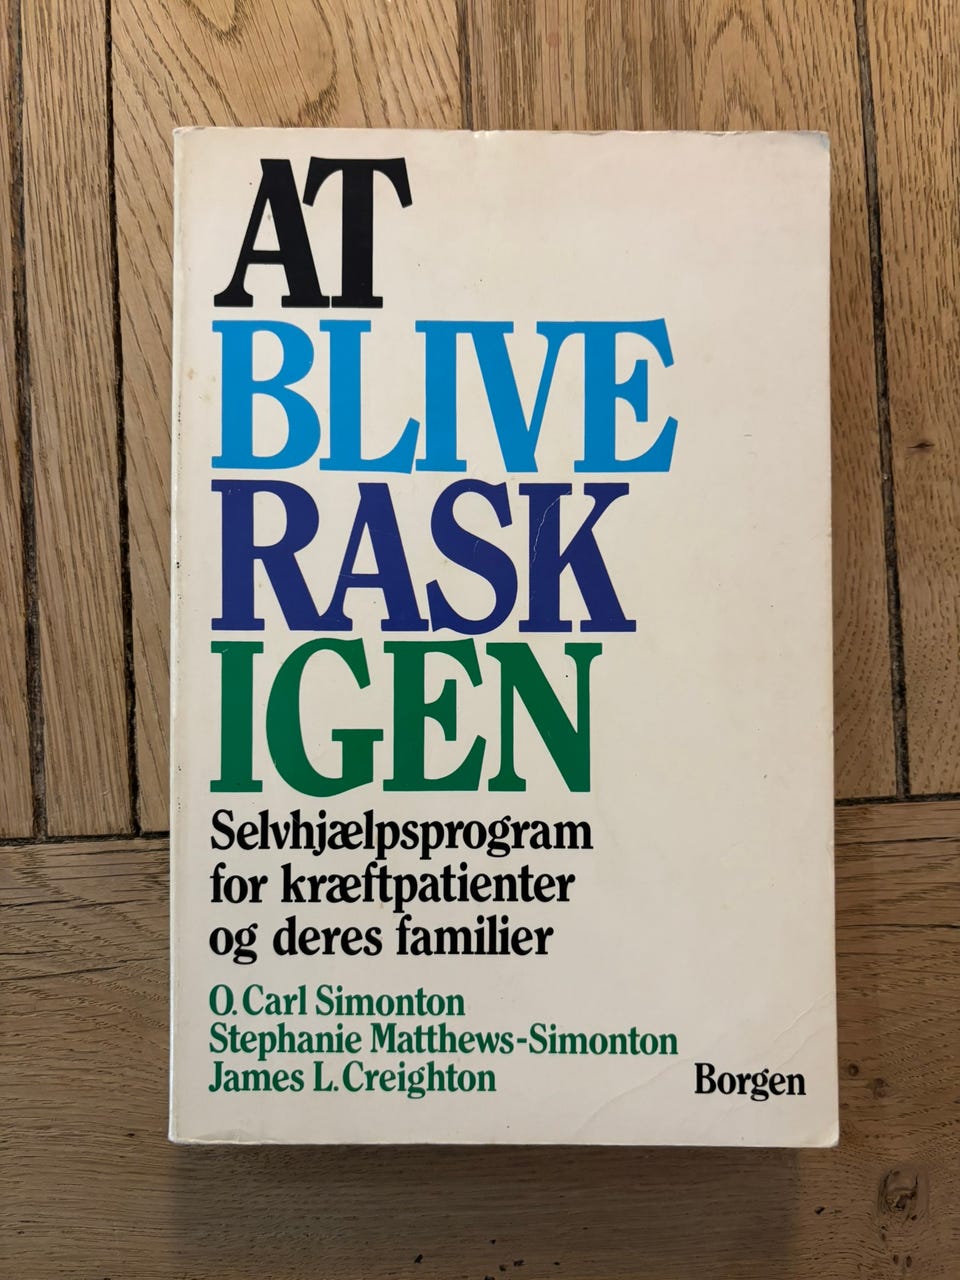 AT
BLIVE
RASK
IGEN
Selvhjælpsprogram
for kræftpatienter
og deres familier
O. Carl Simonton
Stephanie Matthews-Simonton
James L. Creighton
Borgen